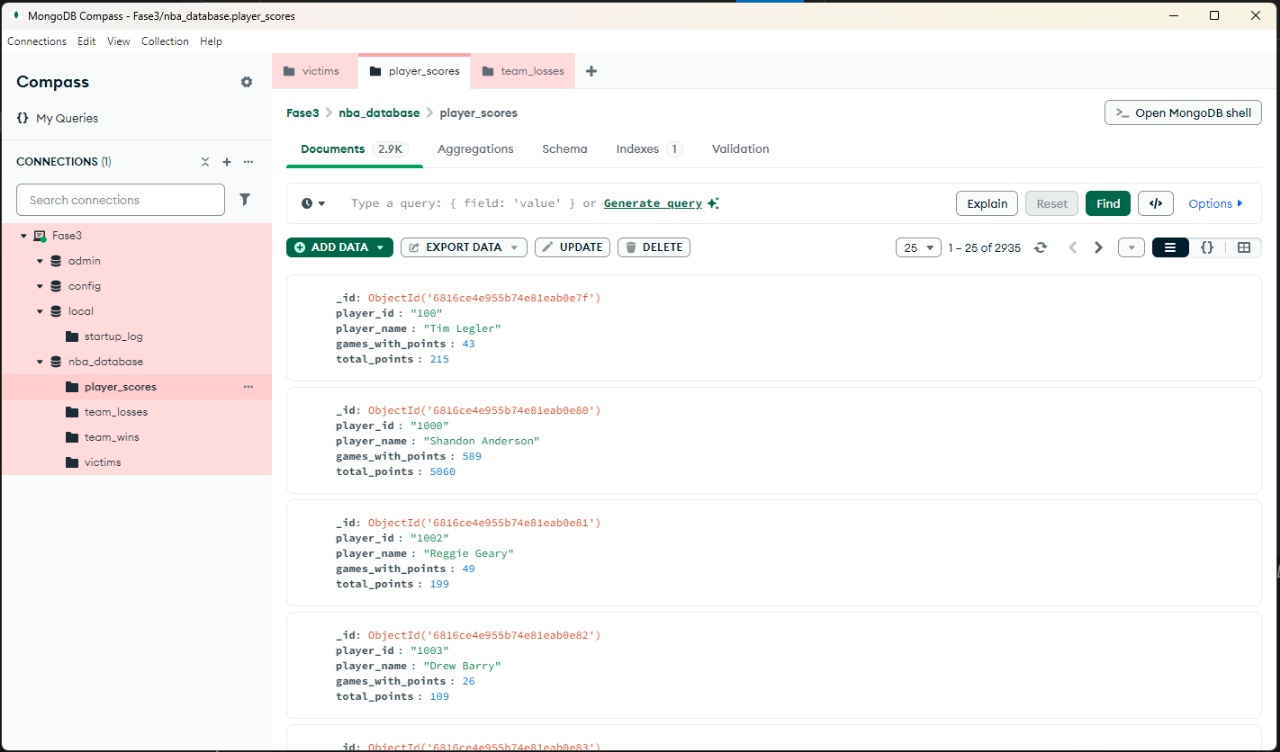 MongoDB Compass - Fase3/nba_database.player_scores
Connections Edit View Collection Help
Compass
My Queries
CONNECTIONS (1)
Search connections
Fase3
admin
config
local
startup_log
nba_database
player_scores
team_losses
team_wins
victims
victims player_scores team_losses
Fase3 > nba_database > player_scores
>_ Open MongoDB shell
Documents 2.9K Aggregations Schema Indexes 1 Validation
Type a query: { field: 'value' } or Generate query
Explain Reset Find </> Options
ADD DATA EXPORT DATA UPDATE DELETE
25 1 – 25 of 2935 {}
_id: ObjectId('6816ce4e955b74e81eab0e7f')
player_id : "100"
player_name : "Tim Legler"
games_with_points : 43
total_points : 215
_id: ObjectId('6816ce4e955b74e81eab0e80')
player_id : "1000"
player_name : "Shandon Anderson"
games_with_points : 589
total_points : 5060
_id: ObjectId('6816ce4e955b74e81eab0e81')
player_id : "1002"
player_name : "Reggie Geary"
games_with_points : 49
total_points : 199
_id: ObjectId('6816ce4e955b74e81eab0e82')
player_id : "1003"
player_name : "Drew Barry"
games_with_points : 26
total_points : 109
_id: ObjectId('6816ce4e955b74e81eab0e83')